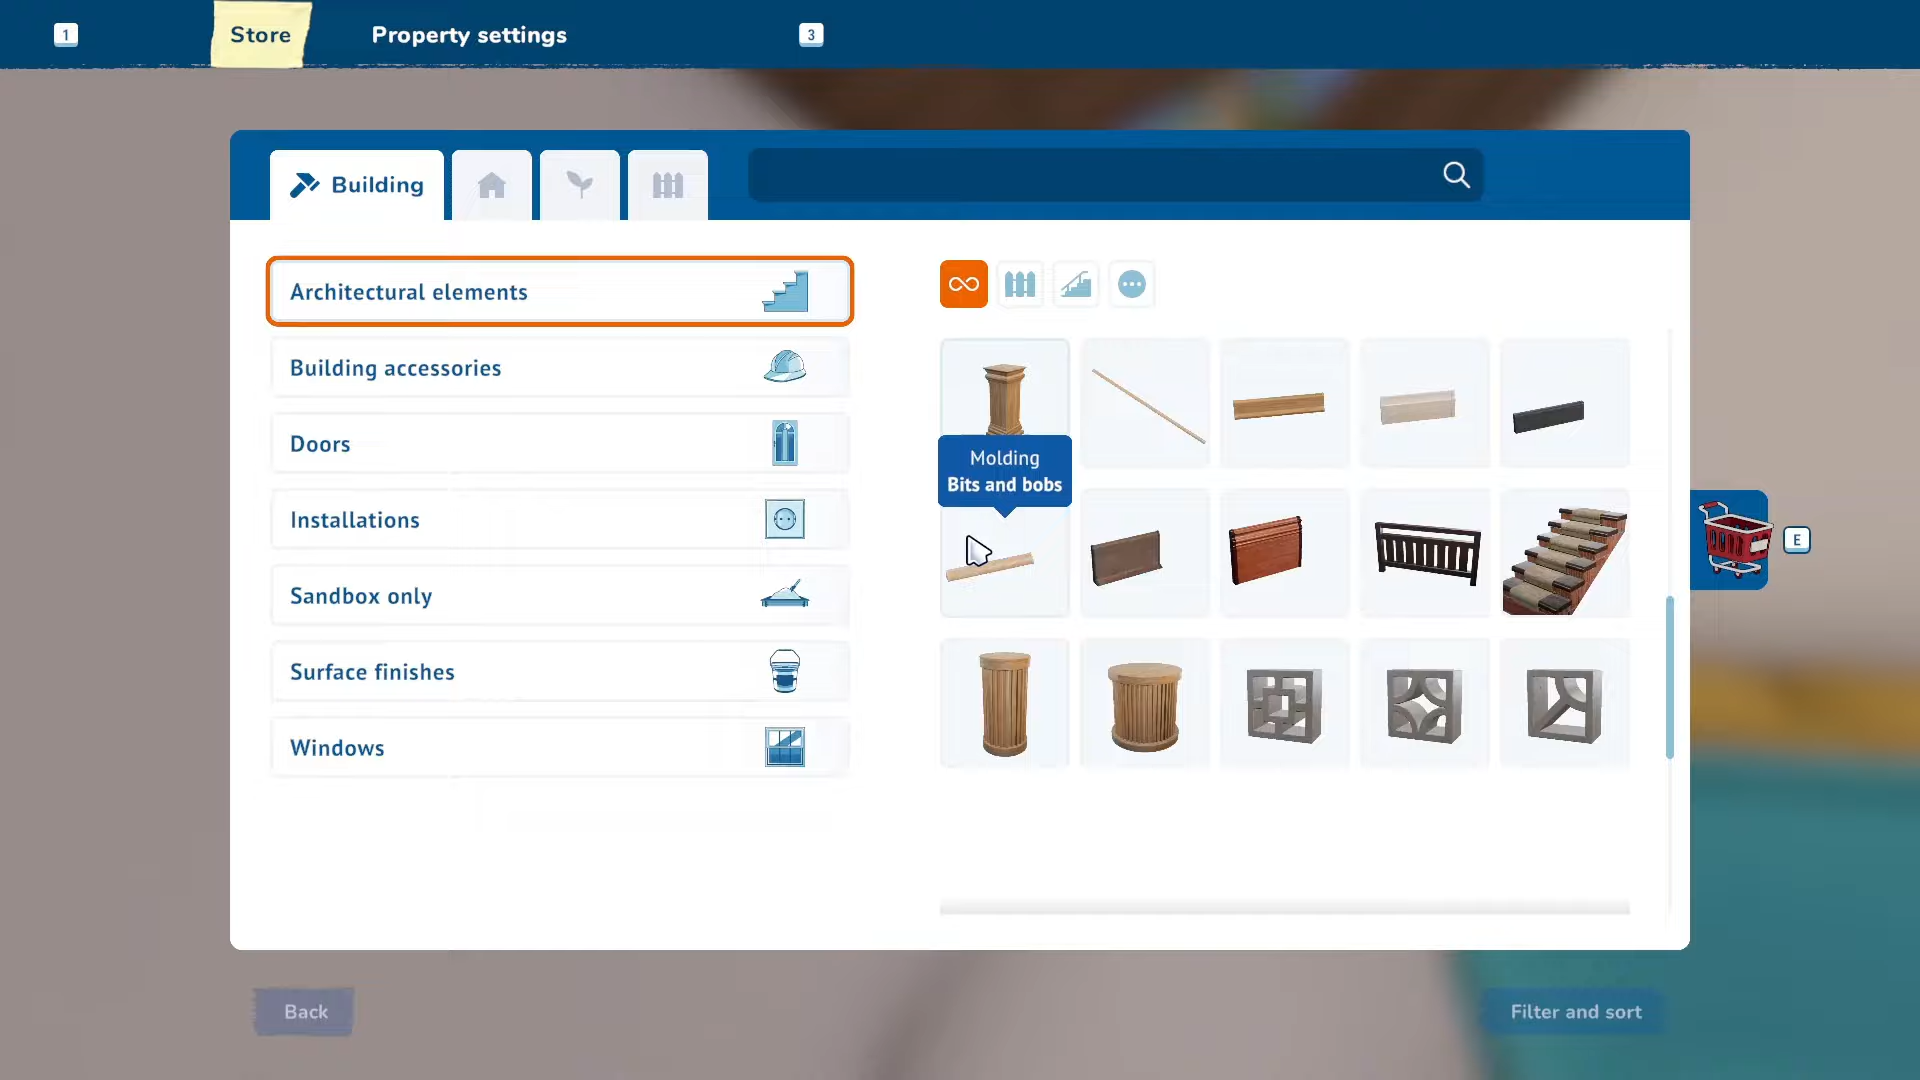 1
Store
Property settings
3
Building
Architectural elements
Building accessories
Doors
Installations
Sandbox only
Surface finishes
Windows
Molding
Bits and bobs
E
Back
Filter and sort